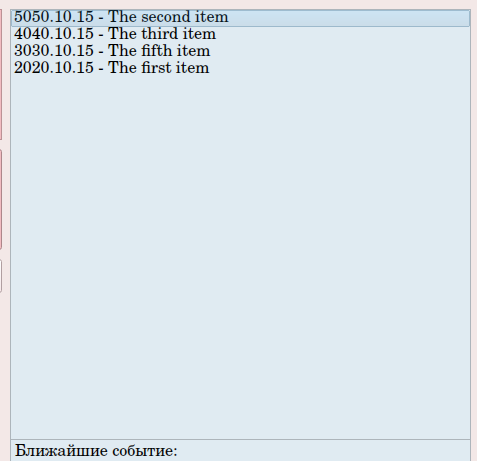 5050.10.15 - The second item
4040.10.15 - The third item
3030.10.15 - The fifth item
2020.10.15 - The first item
Ближайшие событие: